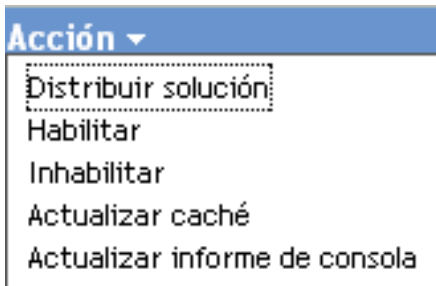 Acción
Distribuir solución
Habilitar
Inhabilitar
Actualizar caché
Actualizar informe de consola